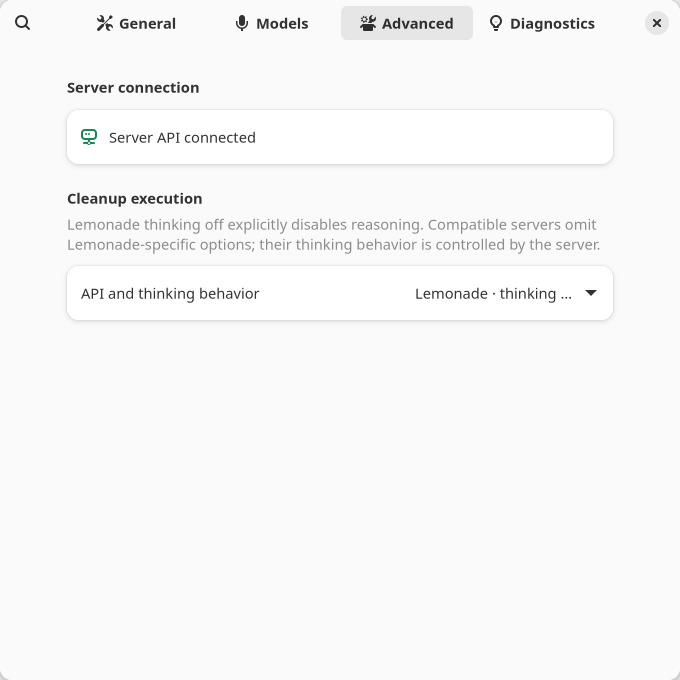 General
Models
Advanced
Diagnostics
Server connection
Server API connected
Cleanup execution
Lemonade thinking off explicitly disables reasoning. Compatible servers omit
Lemonade-specific options; their thinking behavior is controlled by the server.
API and thinking behavior
Lemonade · thinking ...